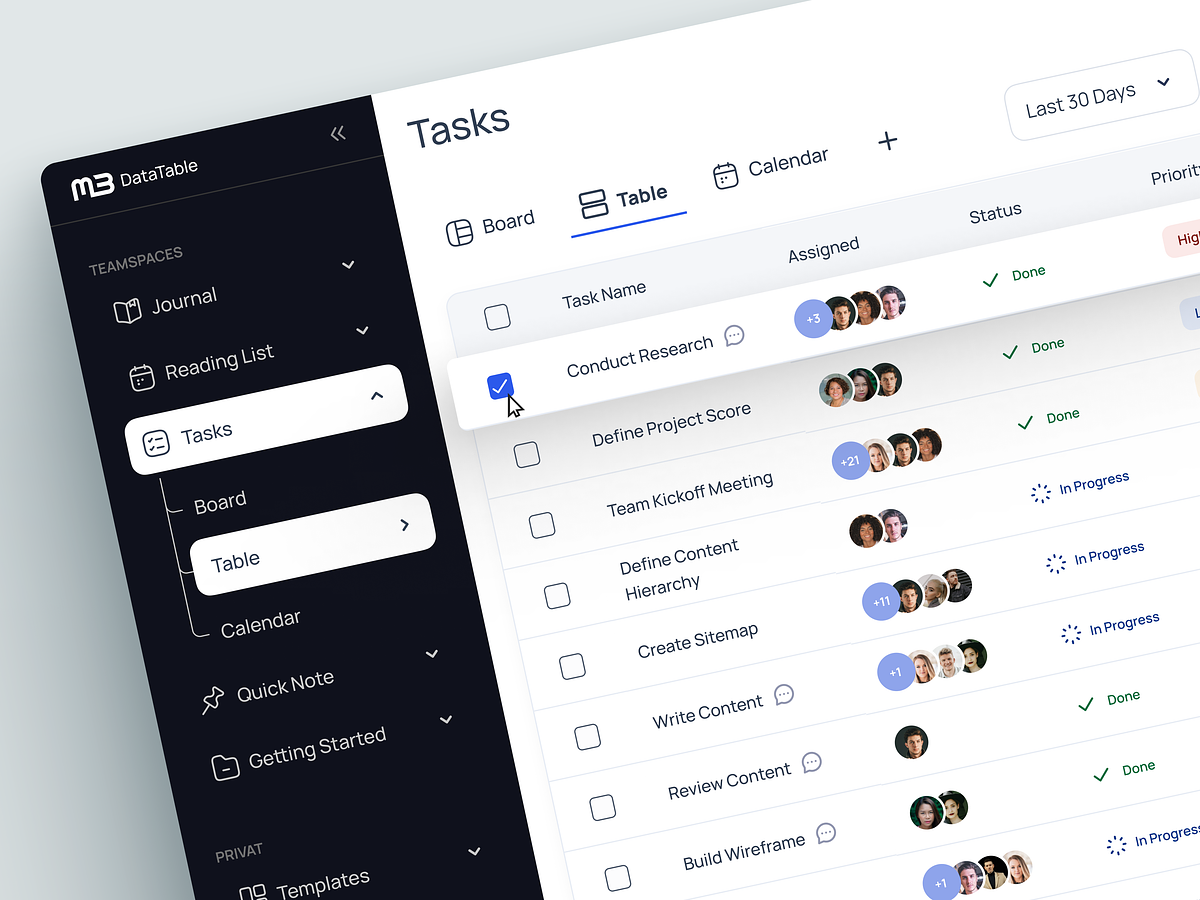 M3 DataTable
TEAMSPACES
Journal
Reading List
Tasks
Board
Table
Calendar
Quick Note
Getting Started
PRIVAT
Templates
Tasks
Last 30 Days
Board
Table
Calendar
Task Name Assigned Status Priority
Conduct Research +3 Done
Define Project Score Done
Team Kickoff Meeting +21 Done
Define Content
Hierarchy
In Progress
Create Sitemap +11 In Progress
Write Content +1 In Progress
Review Content Done
Build Wireframe Done
+1 In Progress